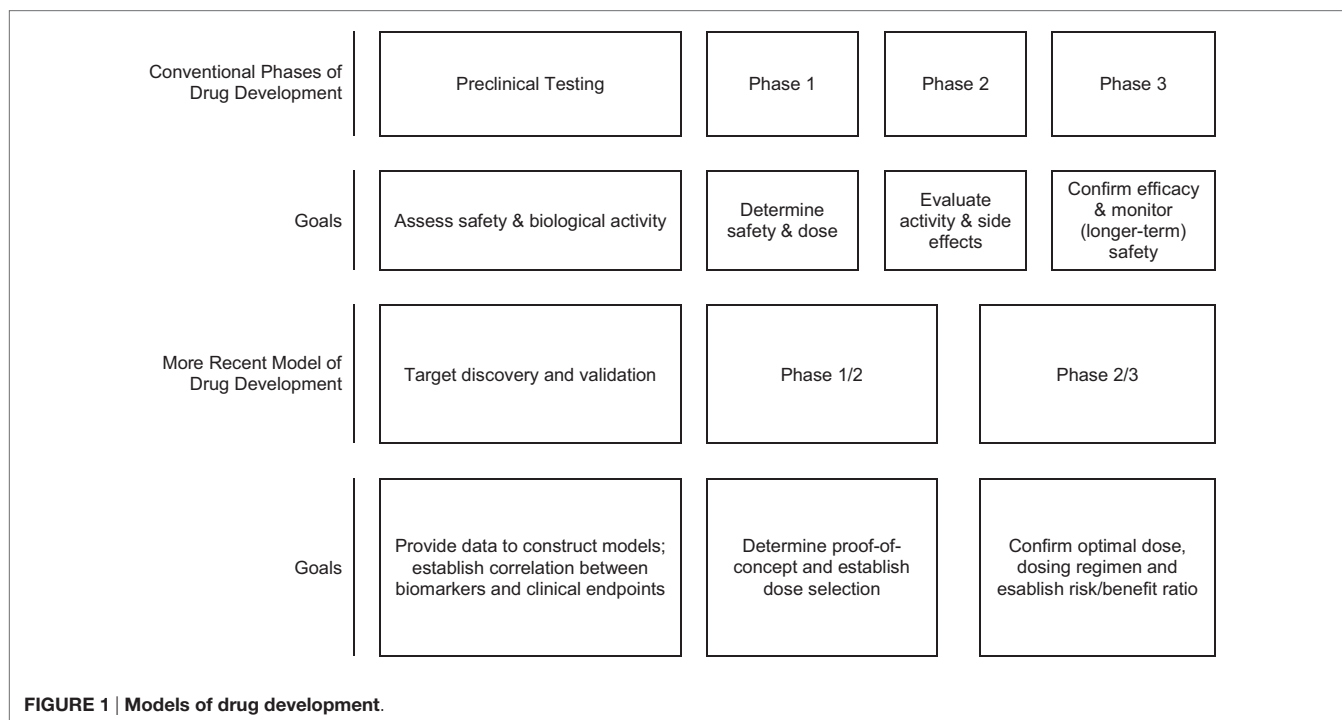 Conventional Phases of
Drug Development
Preclinical Testing
Phase 1
Phase 2
Phase 3
Goals
Assess safety & biological activity
Determine
safety & dose
Evaluate
activity & side
effects
Confirm efficacy
& monitor
(longer-term)
safety
More Recent Model of
Drug Development
Target discovery and validation
Phase 1/2
Phase 2/3
Goals
Provide data to construct models;
establish correlation between
biomarkers and clinical endpoints
Determine proof-of-
concept and establish
dose selection
Confirm optimal dose,
dosing regimen and
esablish risk/benefit ratio
FIGURE 1 | Models of drug development.